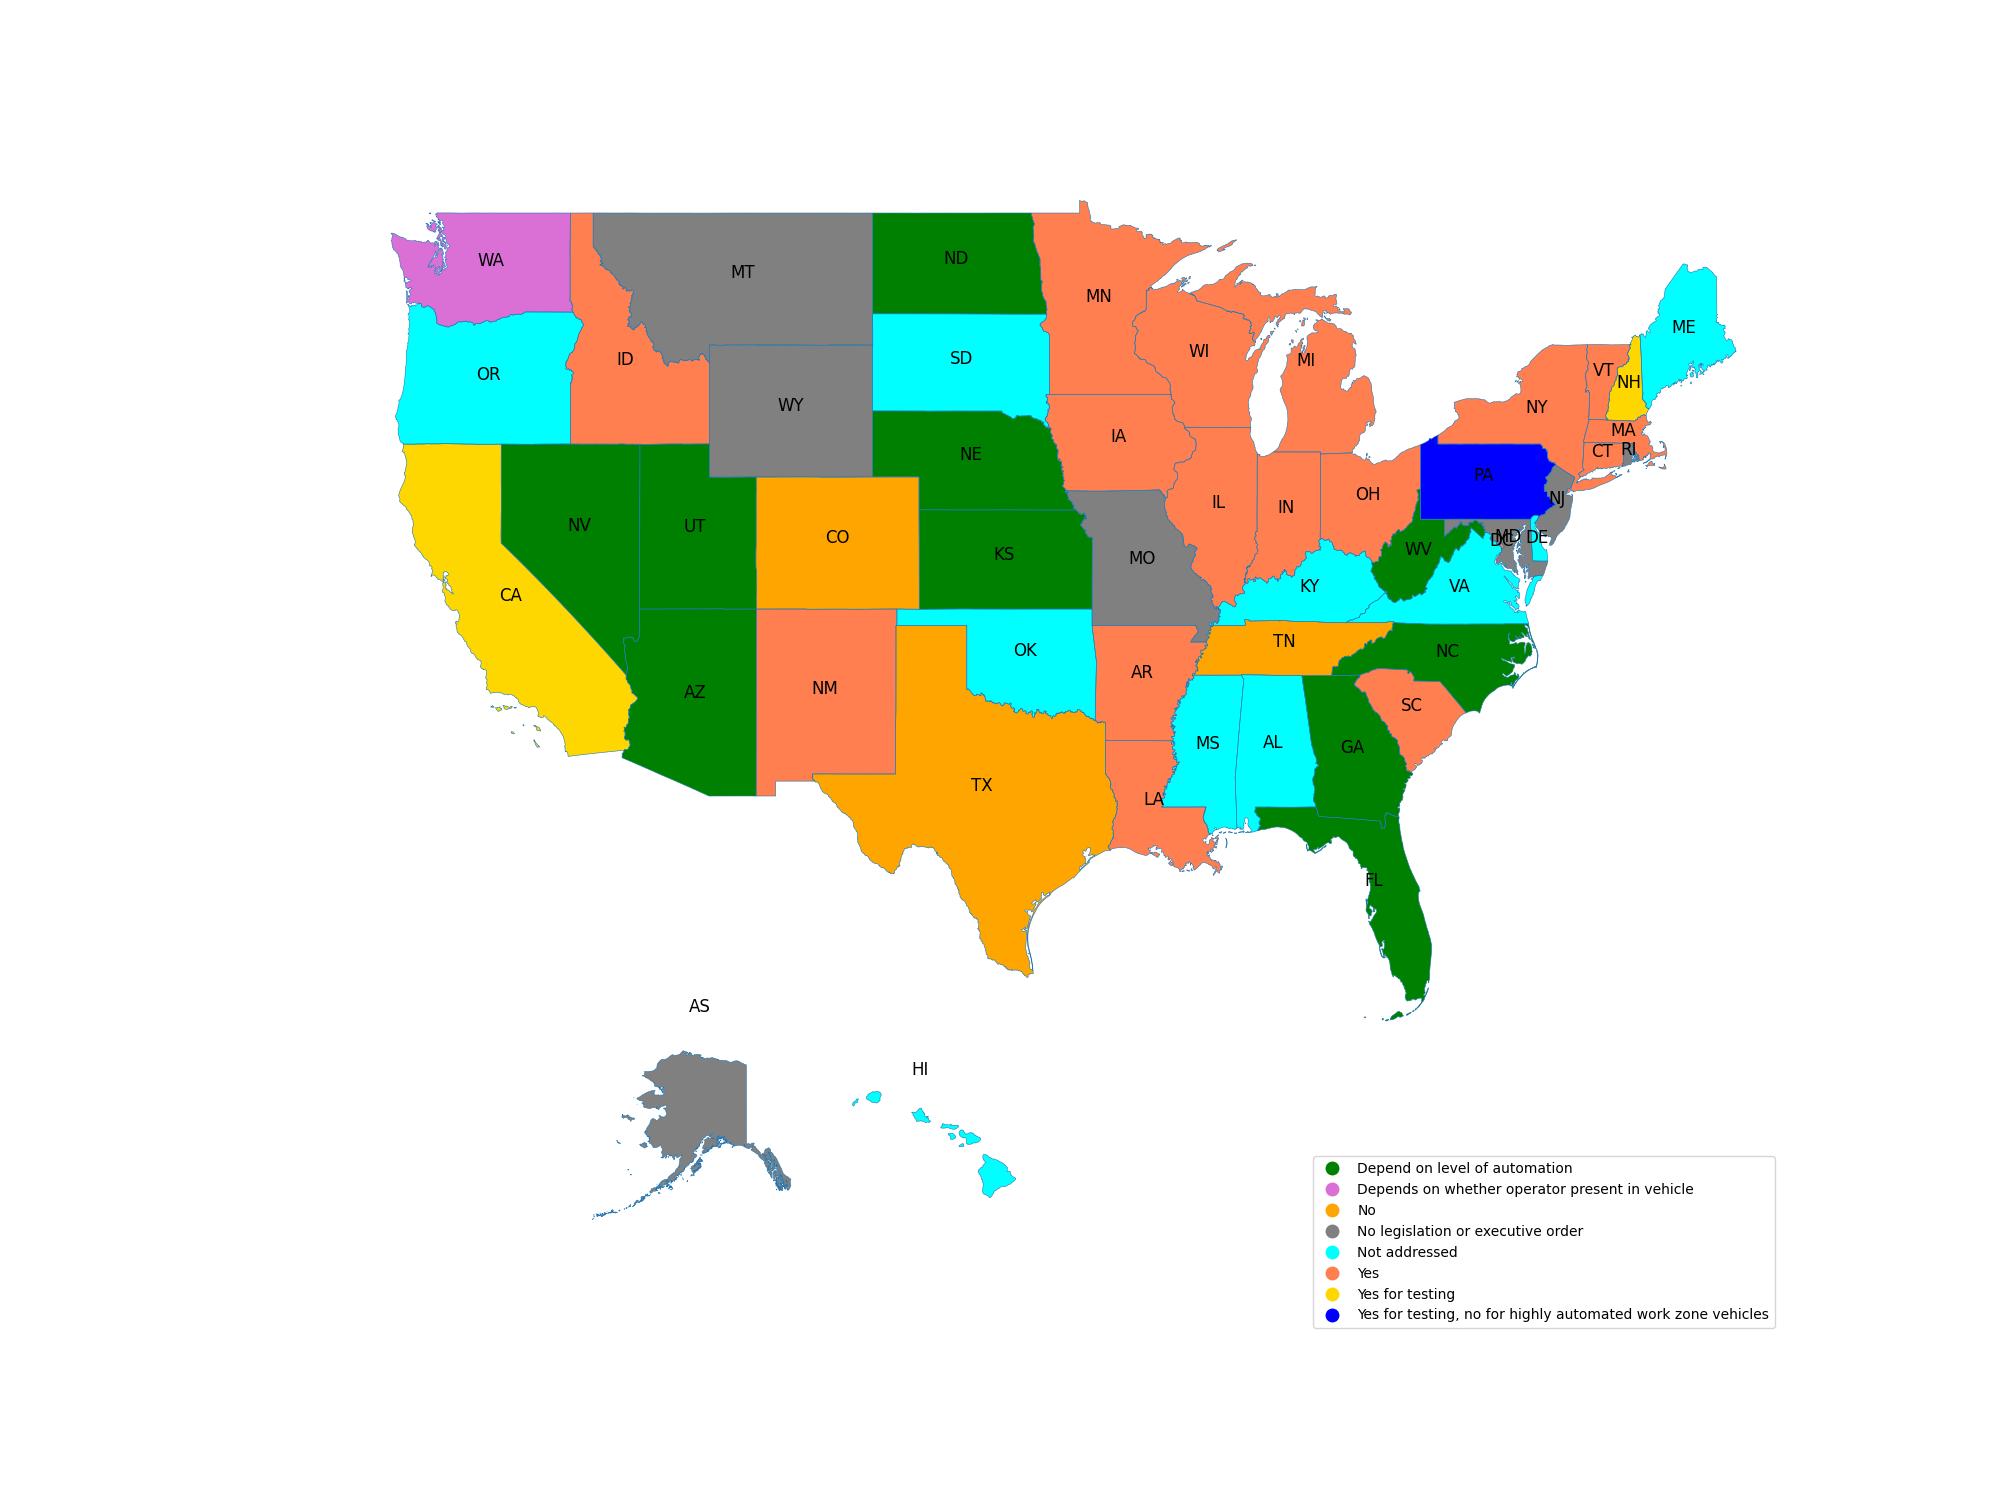 WA
MT
ND
MN
OR
ID
SD
WI
MI
ME
VT
NH
NY
WY
IA
MA
NE
CT
RI
PA
NV
UT
CO
KS
IL
IN
OH
NJ
MO
WV
DC
MD
DE
CA
KY
VA
OK
TN
NC
AZ
NM
AR
SC
TX
MS
AL
GA
LA
FL
AS
HI
Depend on level of automation
Depends on whether operator present in vehicle
No
No legislation or executive order
Not addressed
Yes
Yes for testing
Yes for testing, no for highly automated work zone vehicles